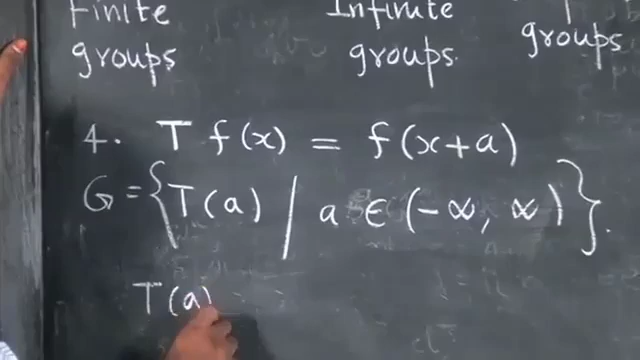 Finite Infinite
groups groups. groups
4. T f(x) = f(x+a)
G = {T(a) / a ∈ (-∞, ∞)}.
T(a)